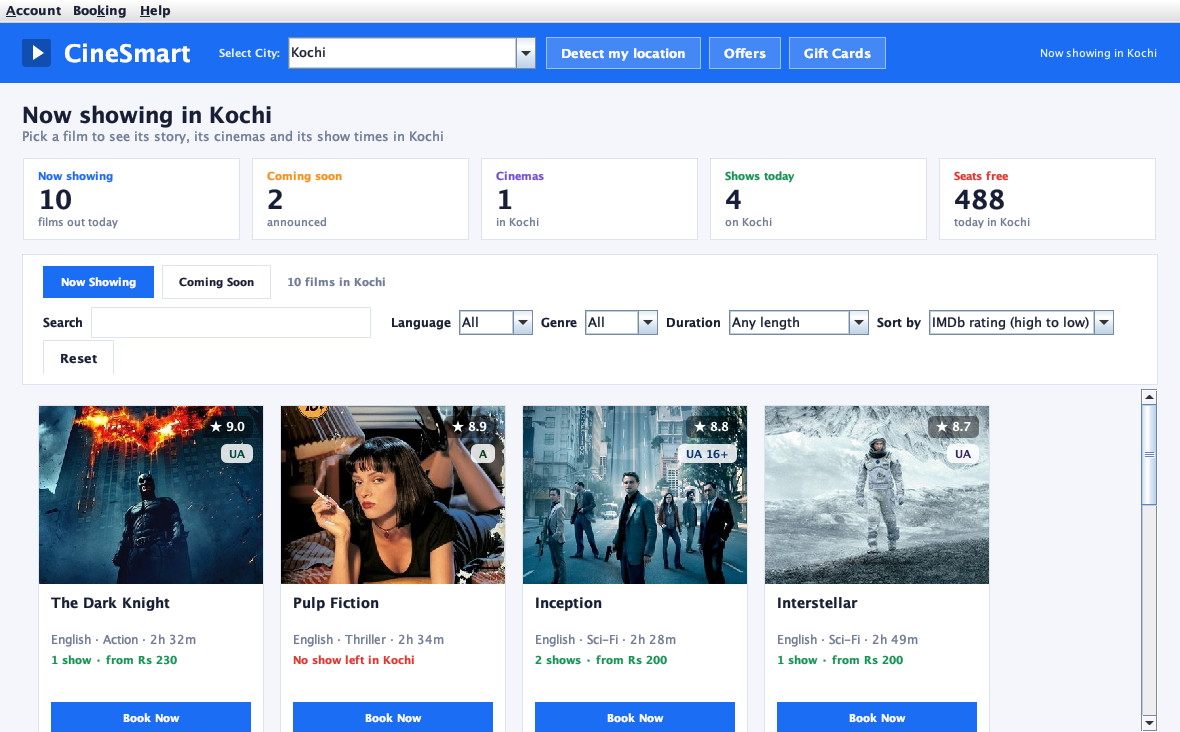 Account Booking Help
CineSmart Select City: Kochi Detect my location Offers Gift Cards Now showing in Kochi
Now showing in Kochi
Pick a film to see its story, its cinemas and its show times in Kochi
Now showing
10
films out today
Coming soon
2
announced
Cinemas
1
in Kochi
Shows today
4
on Kochi
Seats free
488
today in Kochi
Now Showing Coming Soon 10 films in Kochi
Search Language All Genre All Duration Any length Sort by IMDb rating (high to low)
Reset
★ 9.0
UA
The Dark Knight
English · Action · 2h 32m
1 show · from Rs 230
Book Now
★ 8.9
A
Pulp Fiction
English · Thriller · 2h 34m
No show left in Kochi
Book Now
★ 8.8
UA 16+
Inception
English · Sci-Fi · 2h 28m
2 shows · from Rs 200
Book Now
★ 8.7
UA
Interstellar
English · Sci-Fi · 2h 49m
1 show · from Rs 200
Book Now